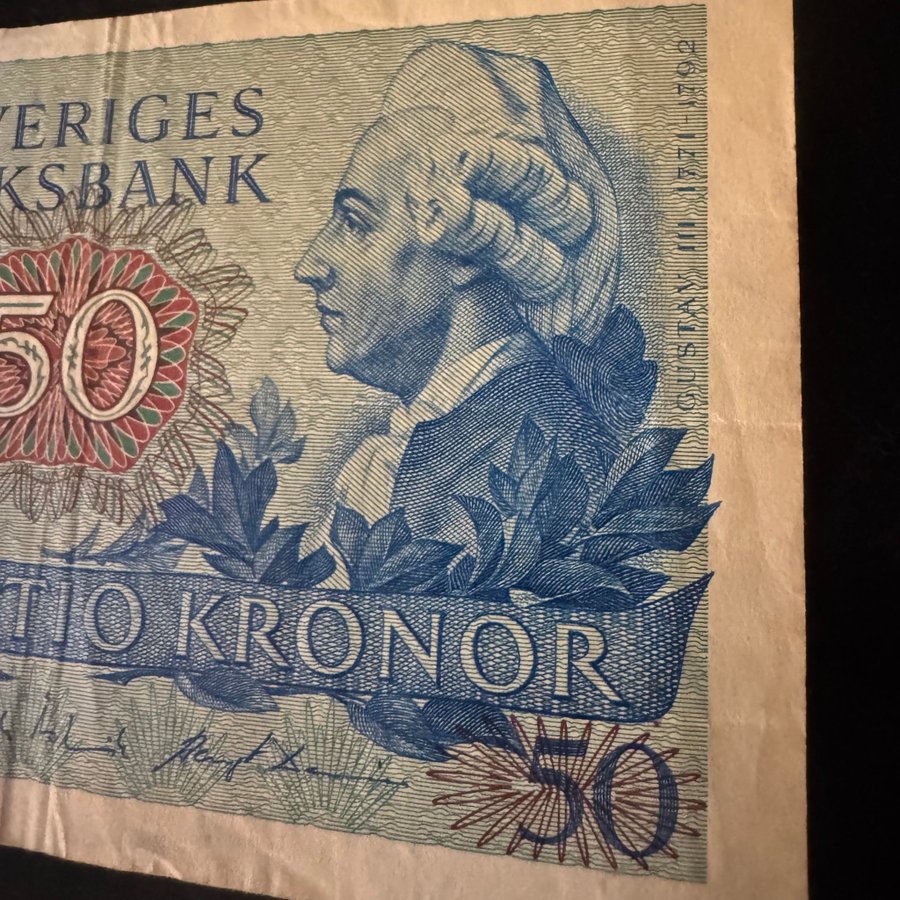 VERIGES
KSBANK
50
TIO KRONOR
50
GUSTAV III 1771-1792